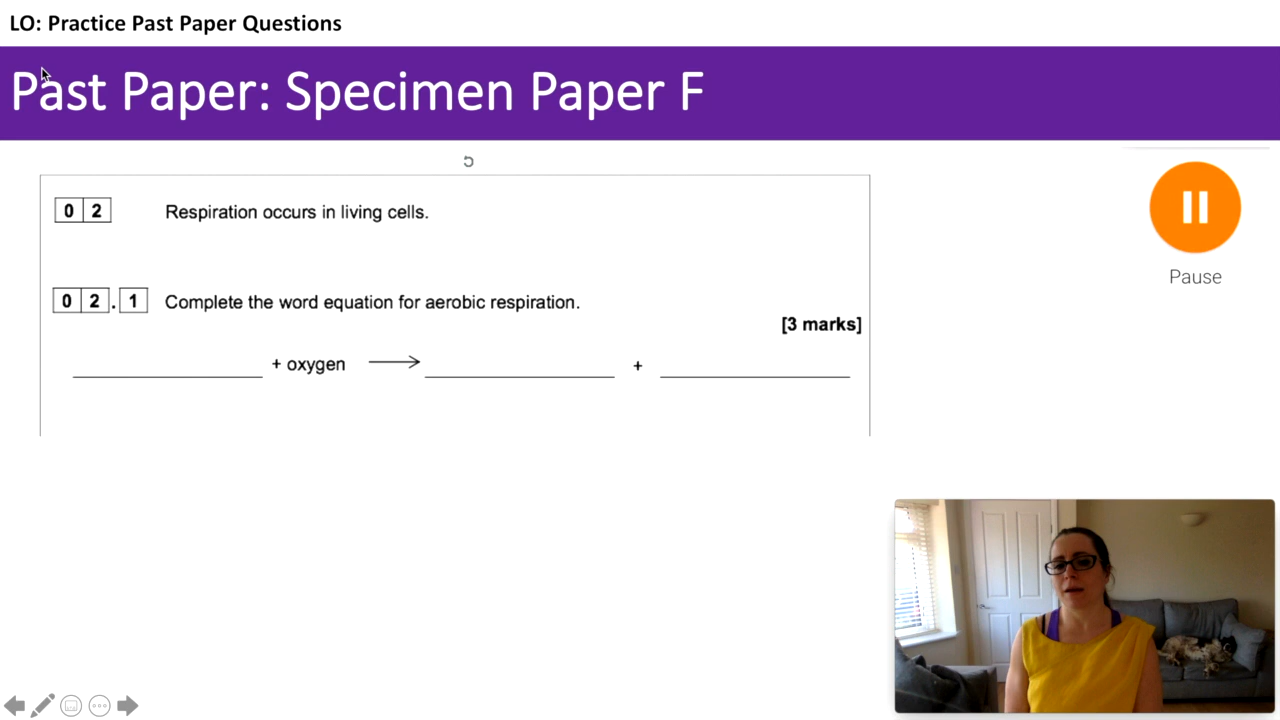 LO: Practice Past Paper Questions
Past Paper: Specimen Paper F
0 2 Respiration occurs in living cells.
0 2 . 1 Complete the word equation for aerobic respiration.
[3 marks]
+ oxygen ⟶ +
Pause